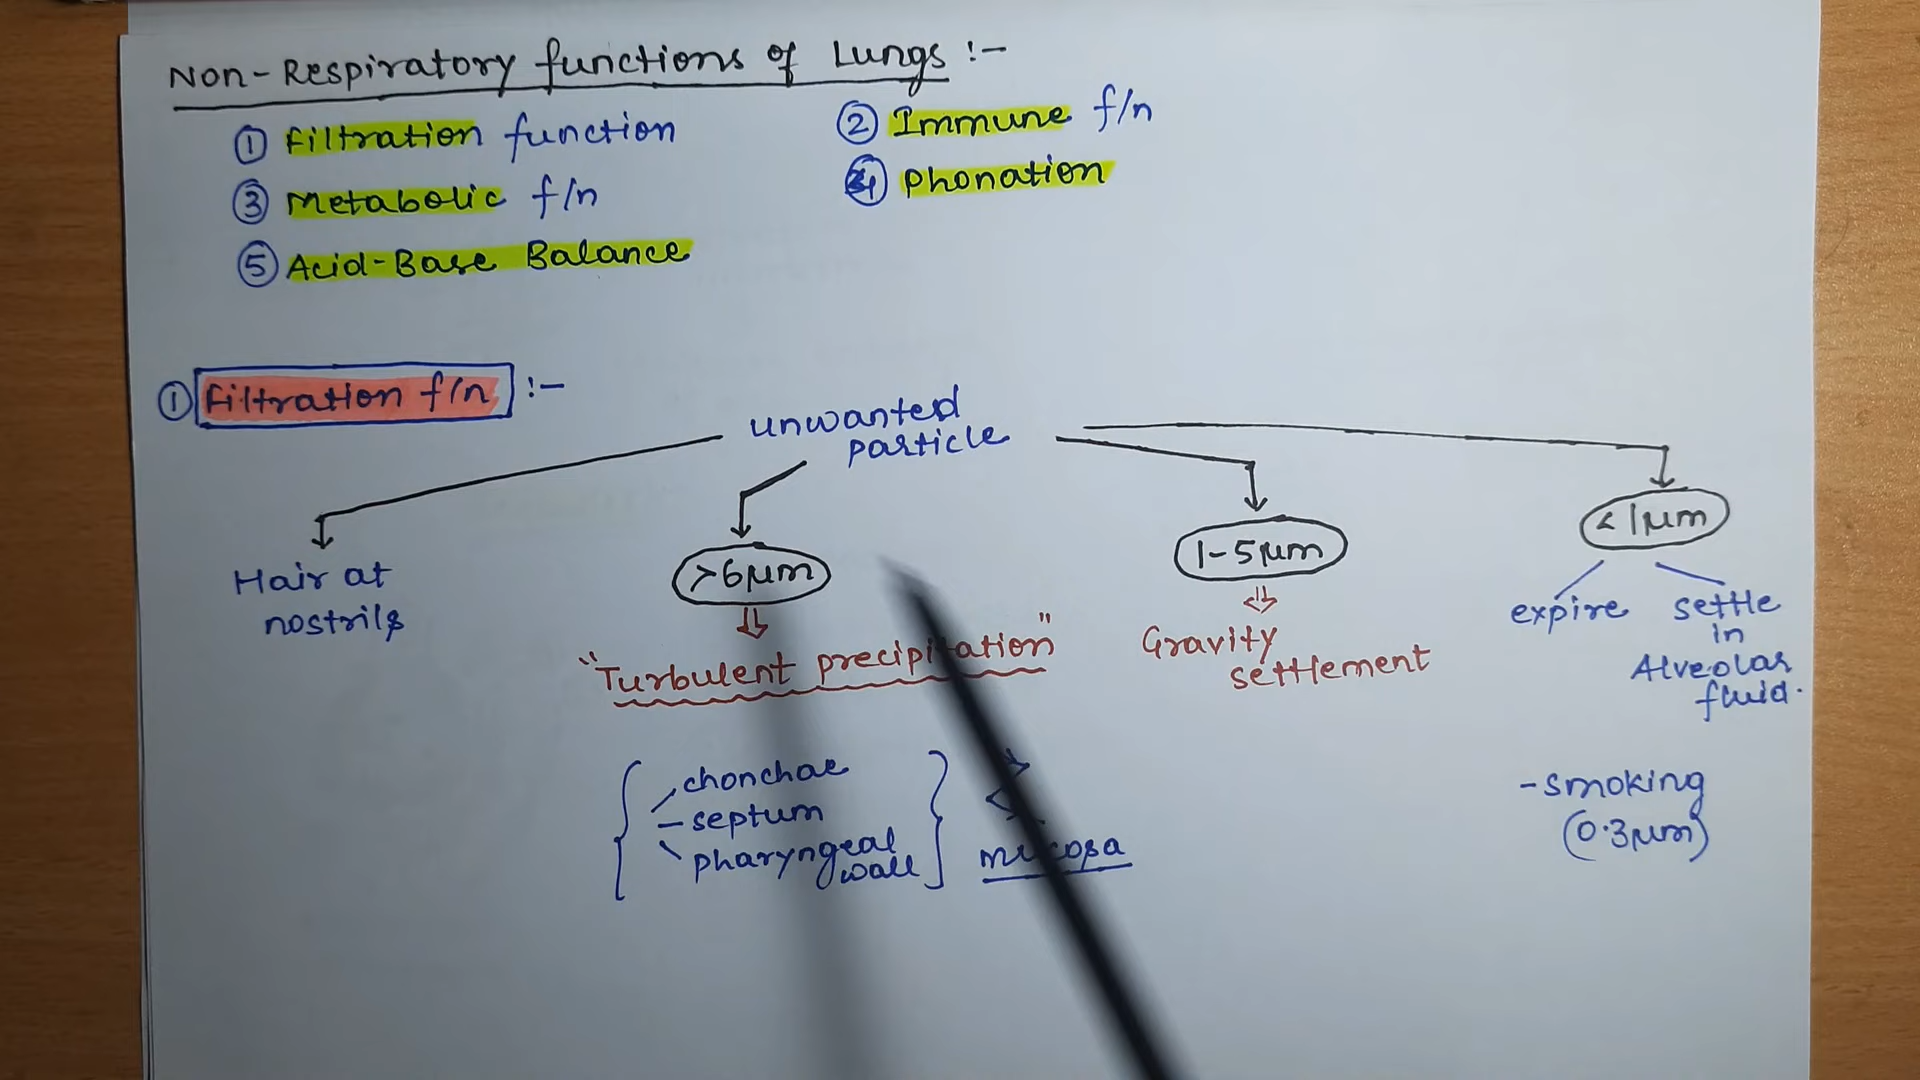 Non-Respiratory functions of Lungs :-
① Filtration function
② Immune f/n
③ Metabolic f/n
④ Phonation
⑤ Acid-Base Balance
① Filtration f/n :-
unwanted
particle
Hair at
nostrils
>6μm
"Turbulent precipitation"
chonchae
septum
pharyngeal
wall
mucosa
1-5μm
Gravity
settlement
<1μm
expire
settle
in
Alveolar
fluid.
-smoking
(0.3μm)